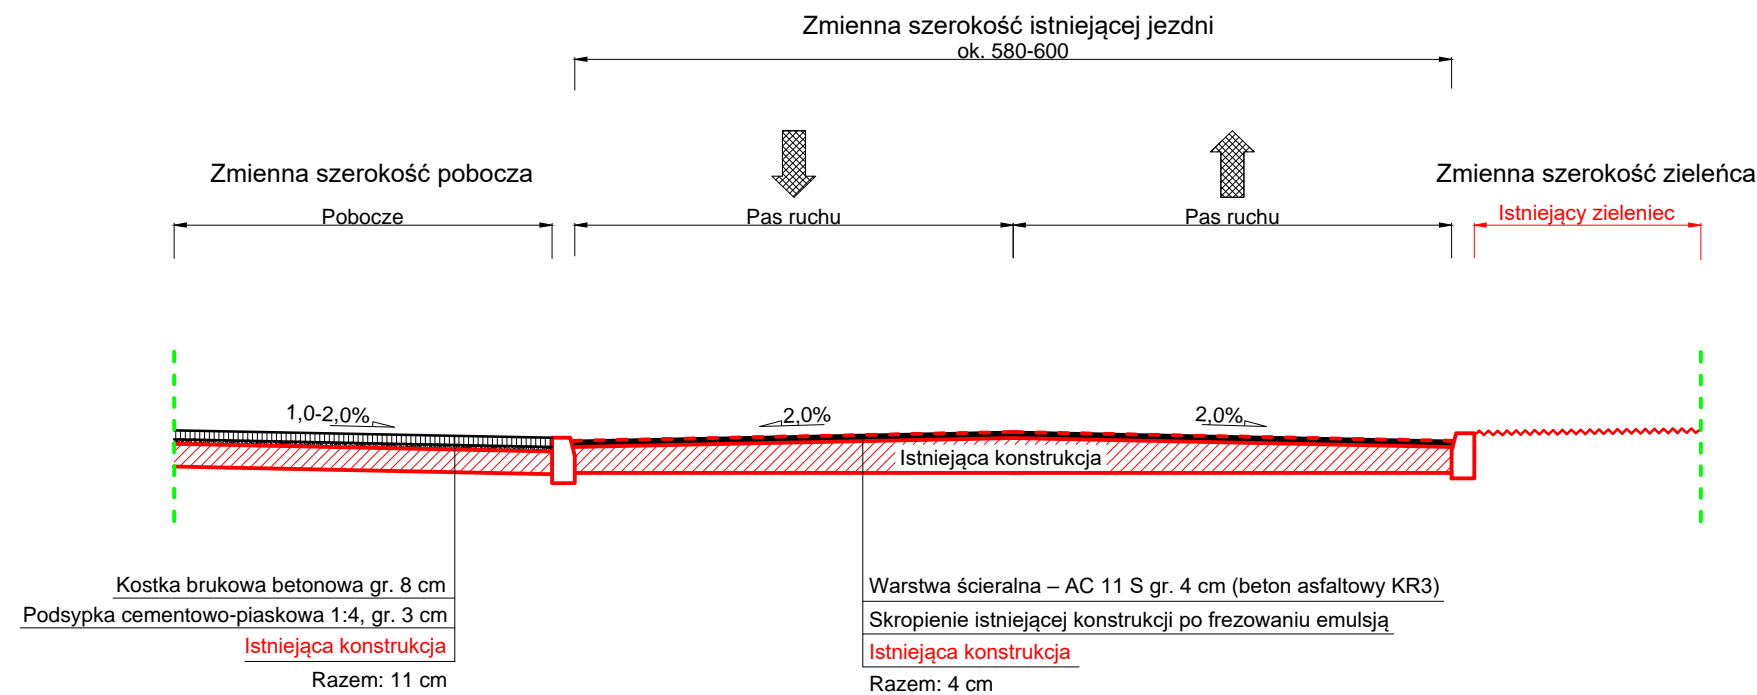 Zmienna szerokość istniejącej jezdni
ok. 580-600
Zmienna szerokość pobocza
Zmienna szerokość zieleńca
Pobocze
Pas ruchu
Pas ruchu
Istniejący zieleniec
1,0-2,0%
2,0%
2,0%
Istniejąca konstrukcja
Kostka brukowa betonowa gr. 8 cm
Podsypka cementowo-piaskowa 1:4, gr. 3 cm
Istniejąca konstrukcja
Razem: 11 cm
Warstwa ścieralna – AC 11 S gr. 4 cm (beton asfaltowy KR3)
Skropienie istniejącej konstrukcji po frezowaniu emulsją
Istniejąca konstrukcja
Razem: 4 cm